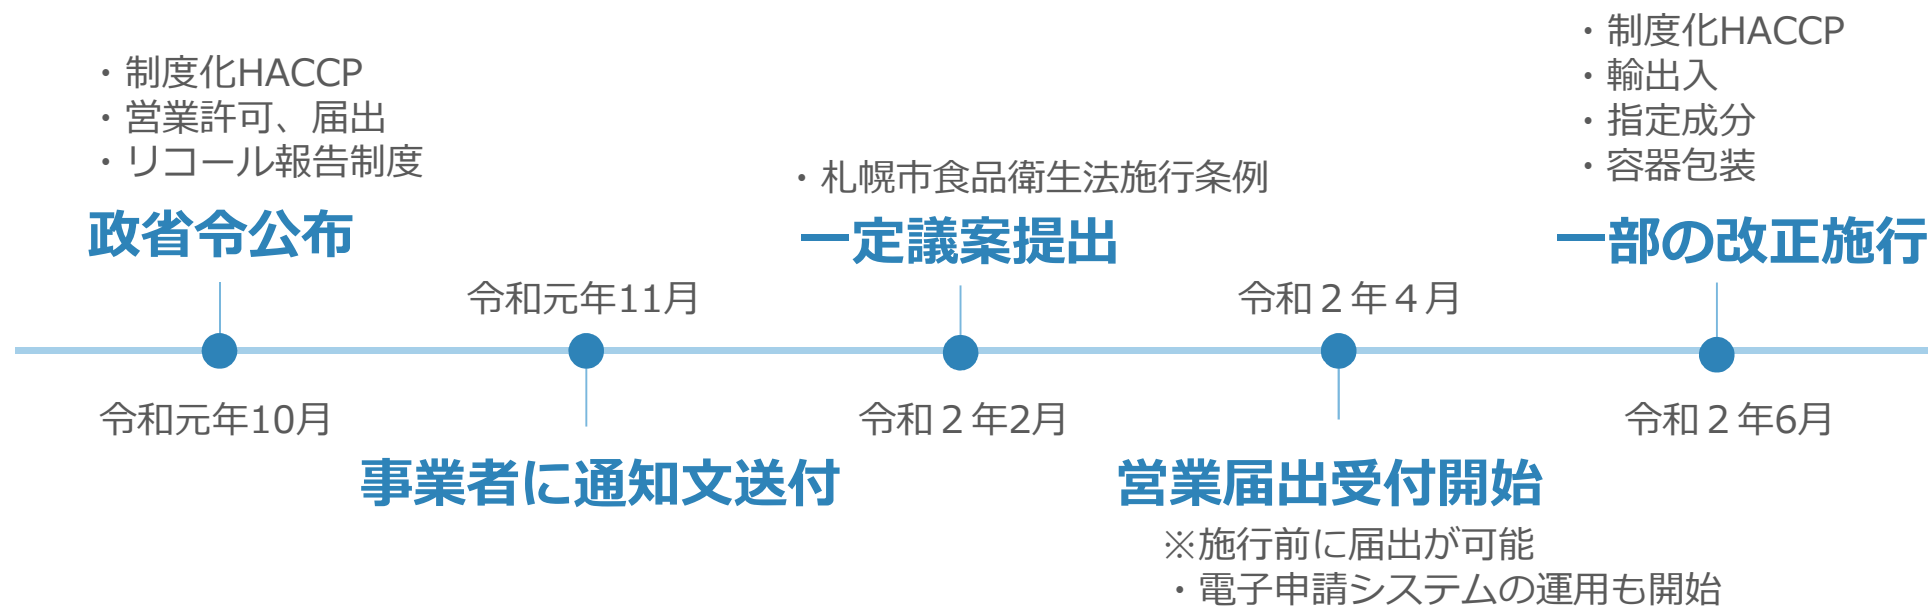 ・制度化HACCP
・営業許可、届出
・リコール報告制度
政省令公布
令和元年10月
令和元年11月
事業者に通知文送付
・札幌市食品衛生法施行条例
一定議案提出
令和２年2月
令和２年４月
営業届出受付開始
※施行前に届出が可能
・電子申請システムの運用も開始
・制度化HACCP
・輸出入
・指定成分
・容器包装
一部の改正施行
令和２年6月